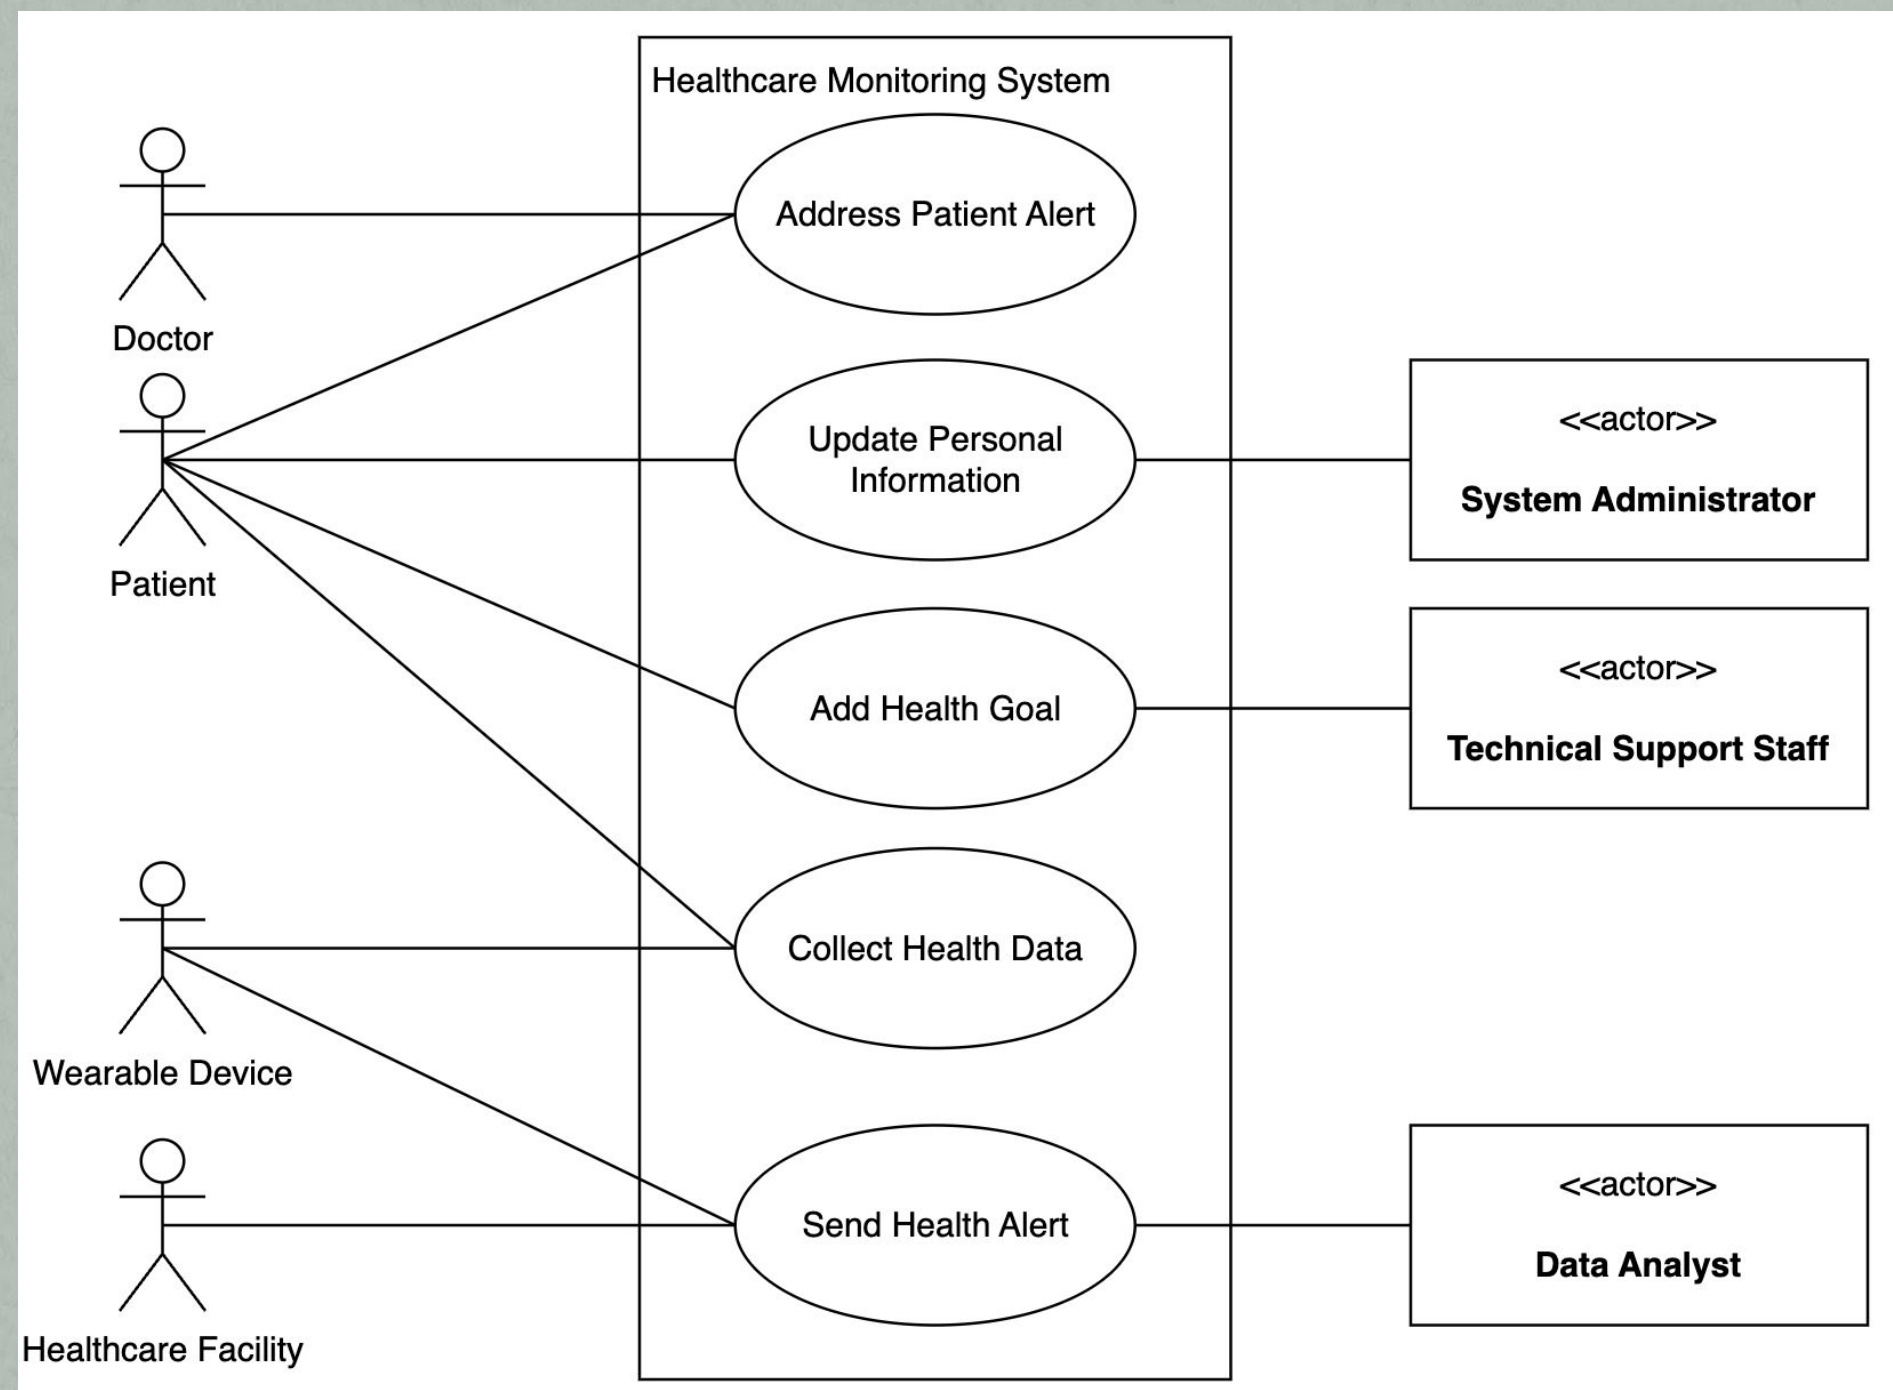 Healthcare Monitoring System
Address Patient Alert
Doctor
Update Personal
Information
<<actor>>
System Administrator
Patient
Add Health Goal
<<actor>>
Technical Support Staff
Collect Health Data
Wearable Device
Send Health Alert
<<actor>>
Data Analyst
Healthcare Facility